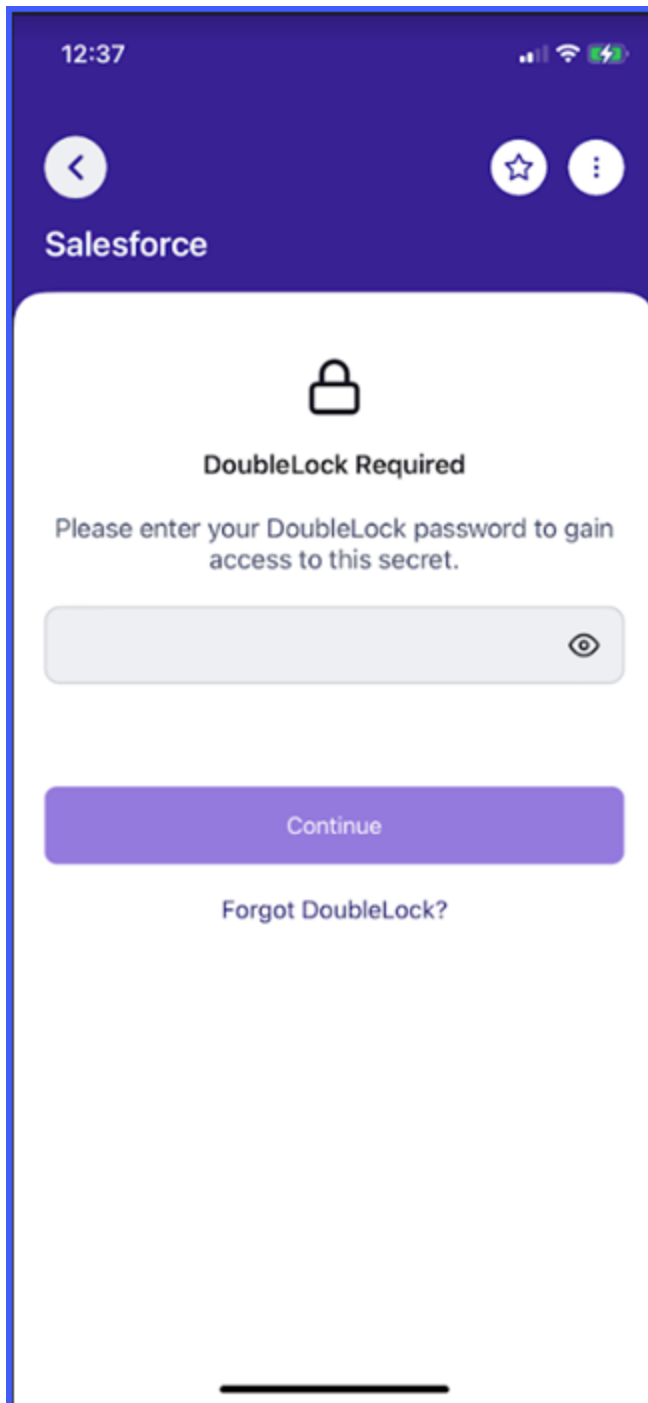 12:37
Salesforce
DoubleLock Required
Please enter your DoubleLock password to gain
access to this secret.
Continue
Forgot DoubleLock?